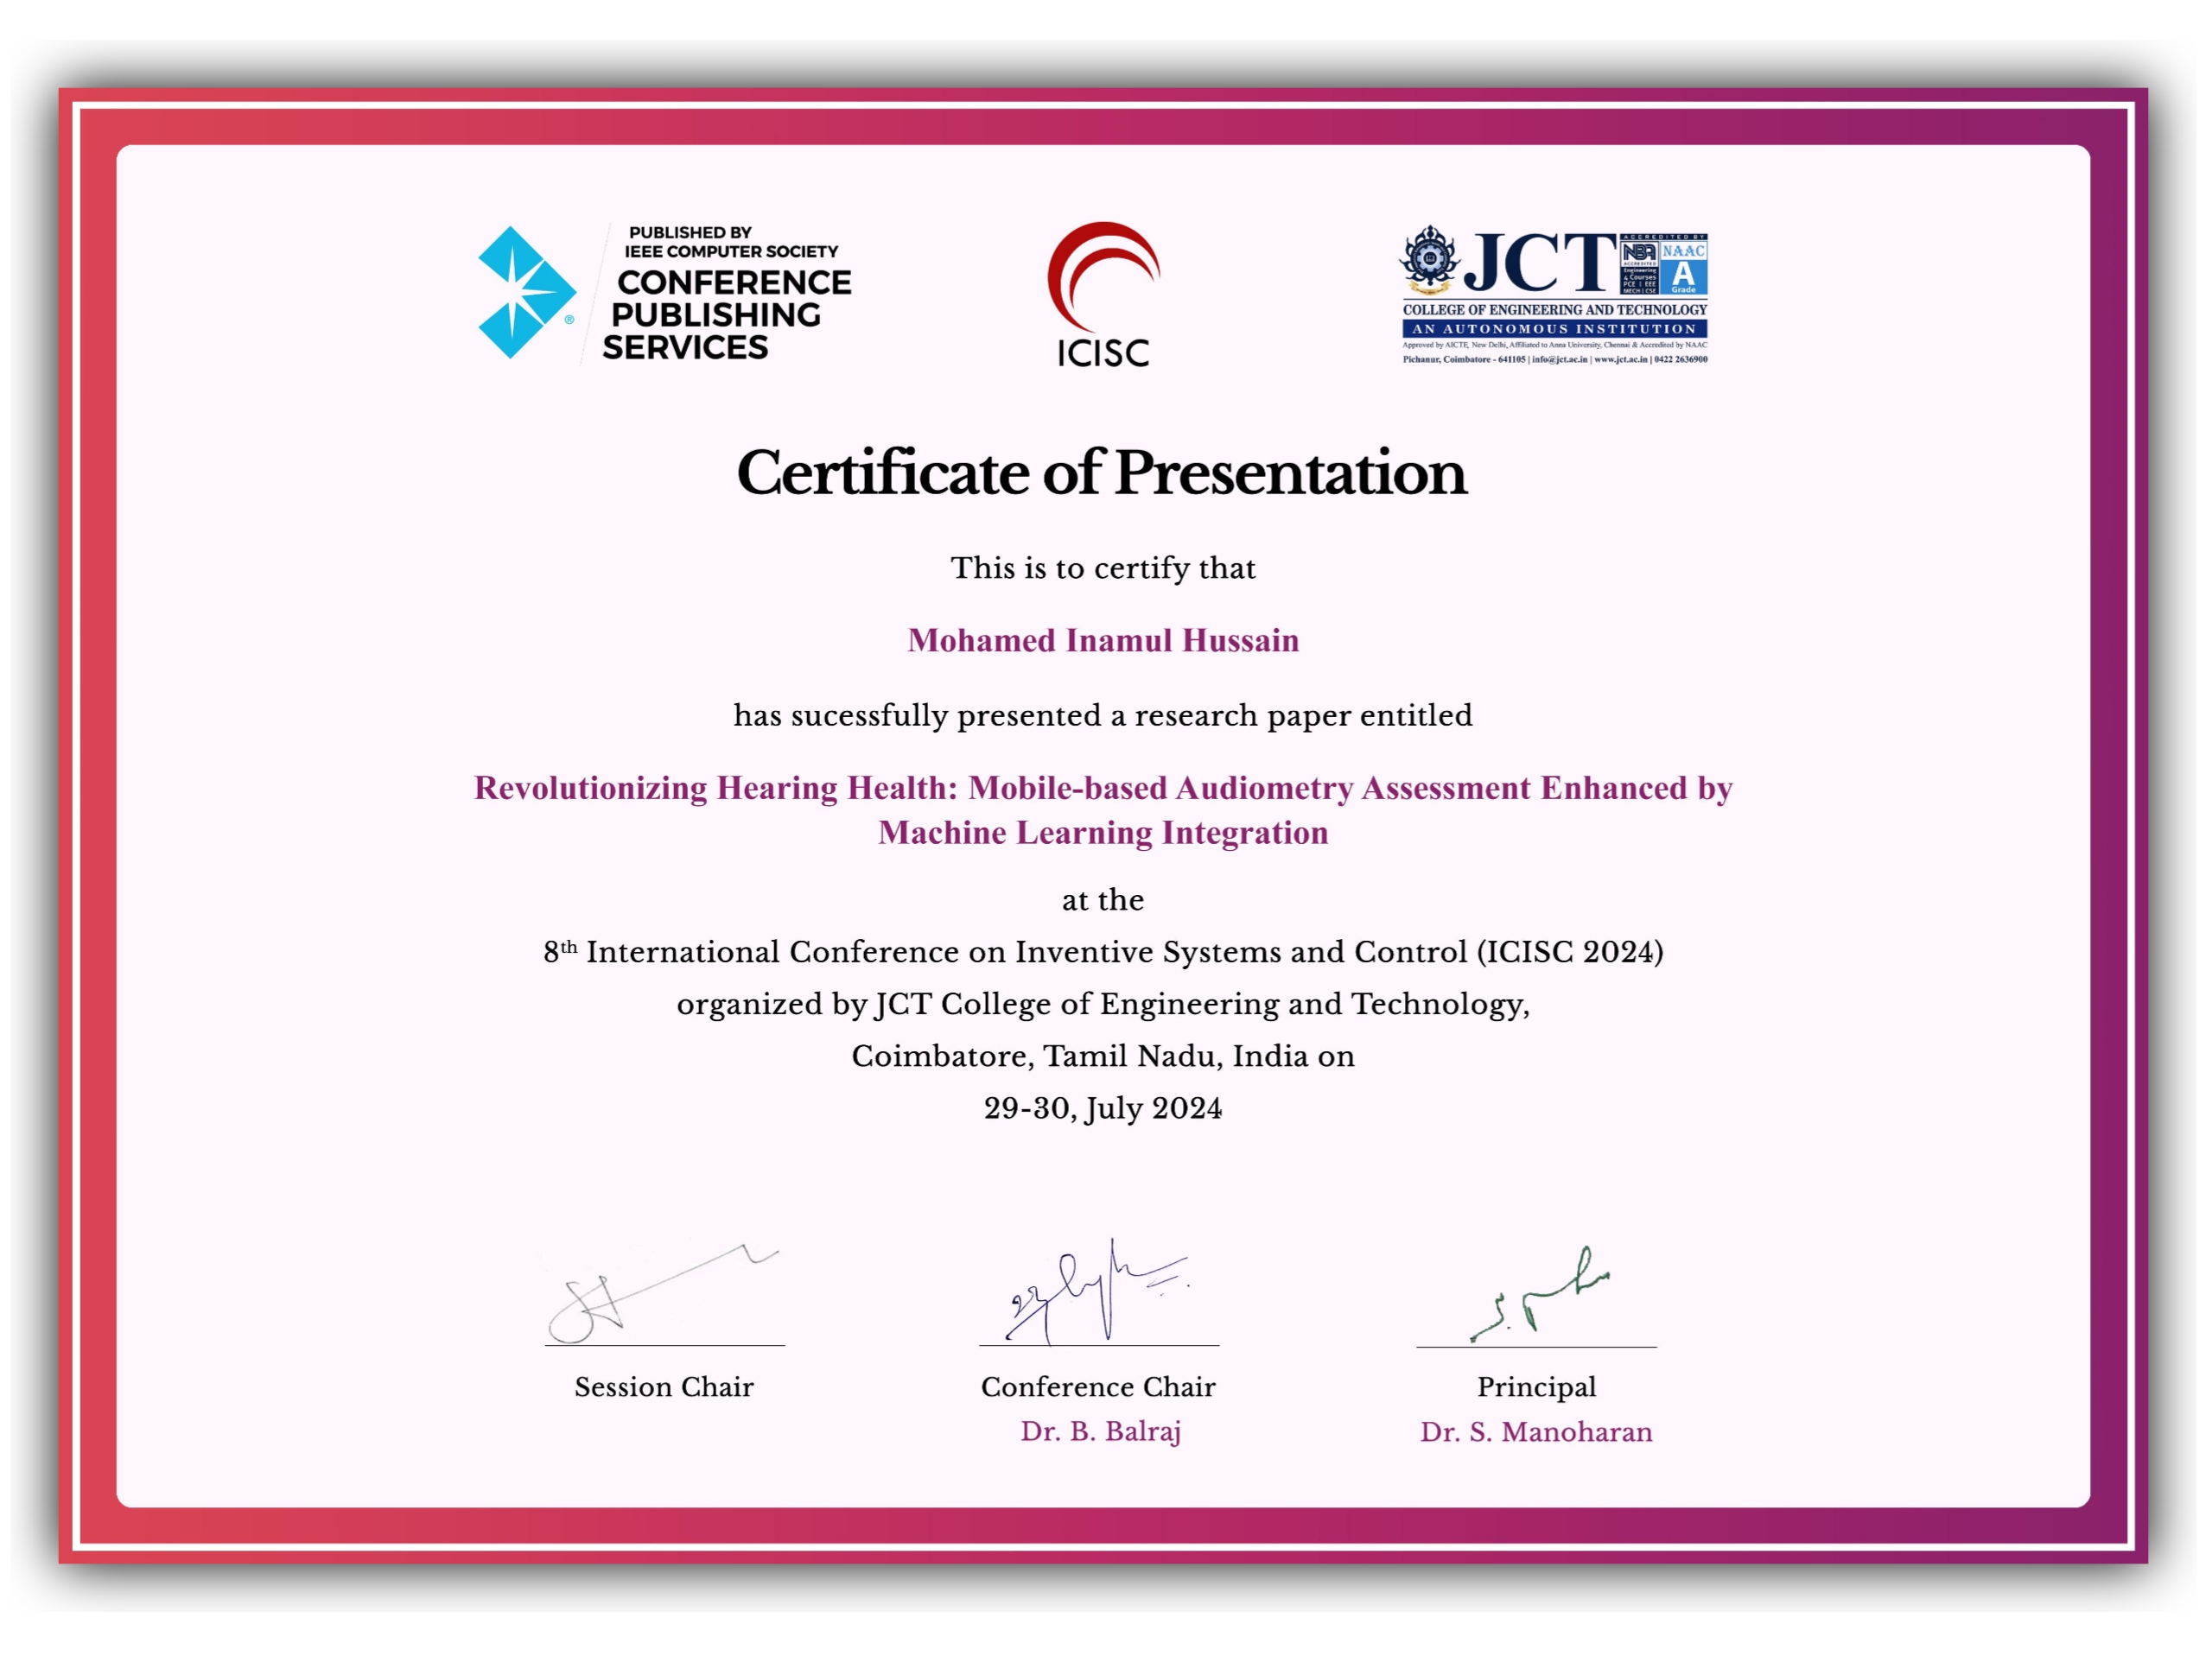 PUBLISHED BY
IEEE COMPUTER SOCIETY
CONFERENCE
PUBLISHING
SERVICES
®
ICISC
JCT
ACCREDITED BY
NBA
ACCREDITED
Engineering
4 Courses
FCE | EEE
MECH | CSE
NAAC
A
Grade
COLLEGE OF ENGINEERING AND TECHNOLOGY
AN AUTONOMOUS INSTITUTION
Approved by AICTE, New Delhi, Affiliated to Anna University, Chennai & Accredited by NAAC
Pichanur, Coimbatore - 641105 | info@jct.ac.in | www.jct.ac.in | 0422 2636900
Certificate of Presentation
This is to certify that
Mohamed Inamul Hussain
has sucessfully presented a research paper entitled
Revolutionizing Hearing Health: Mobile-based Audiometry Assessment Enhanced by
Machine Learning Integration
at the
8th International Conference on Inventive Systems and Control (ICISC 2024)
organized by JCT College of Engineering and Technology,
Coimbatore, Tamil Nadu, India on
29-30, July 2024
Session Chair
Conference Chair
Dr. B. Balraj
Principal
Dr. S. Manoharan